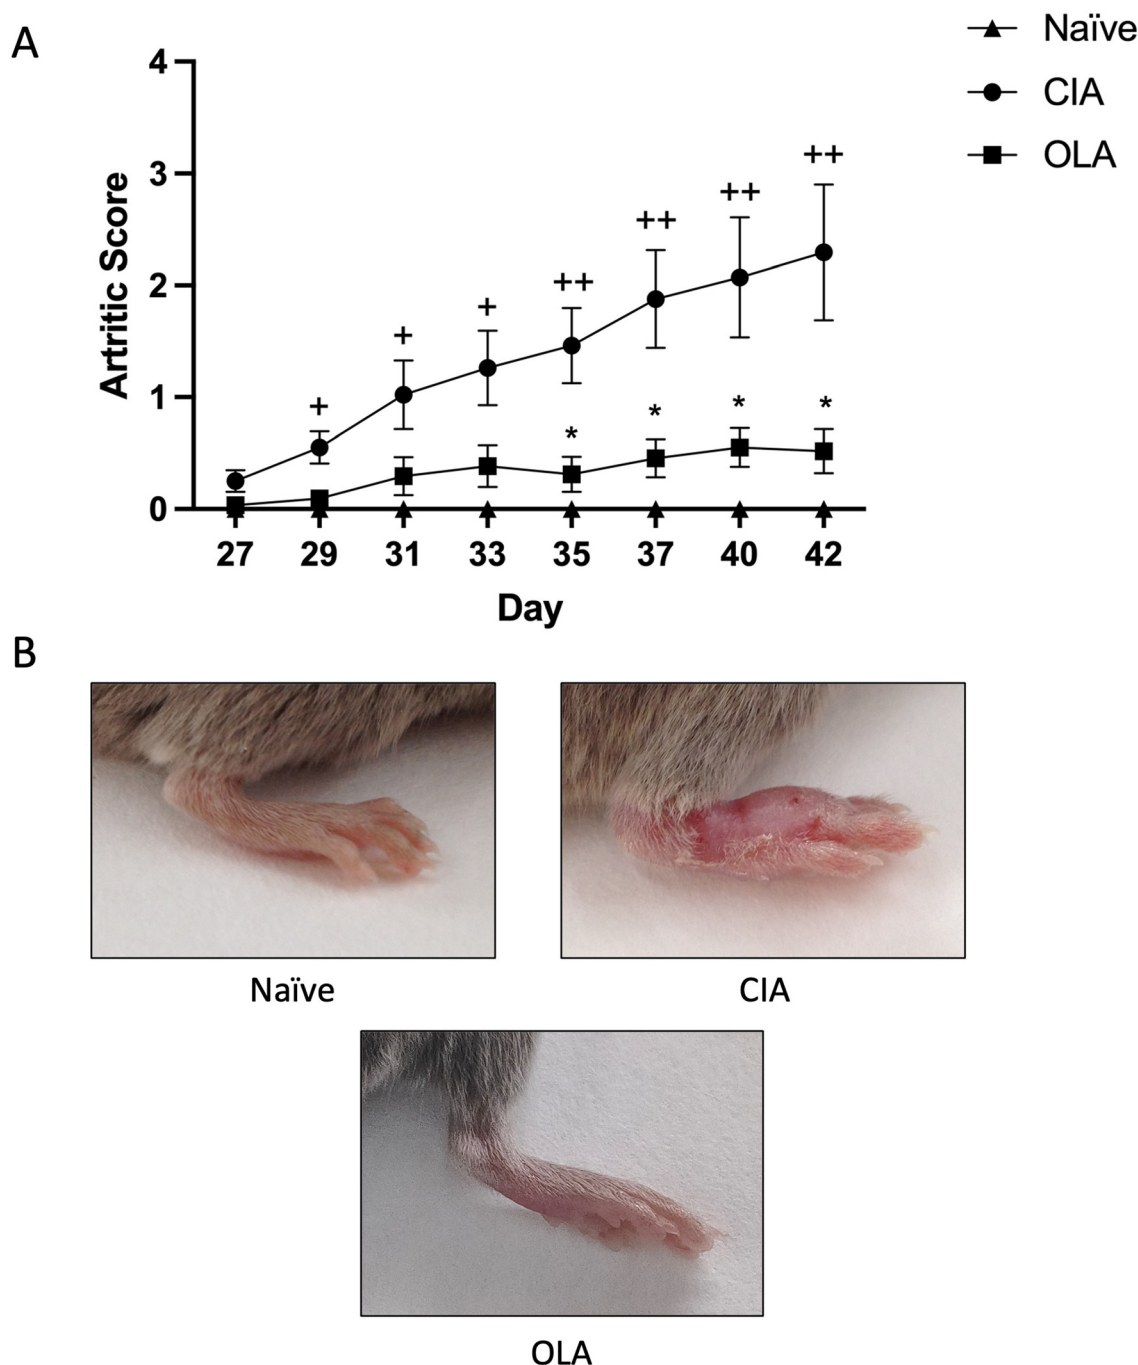 A
Naïve
CIA
OLA
4
3
2
1
0
Artritic Score
++
++
++
++
+
+
+
*
*
*
*
27 29 31 33 35 37 40 42
Day
B
Naïve
CIA
OLA